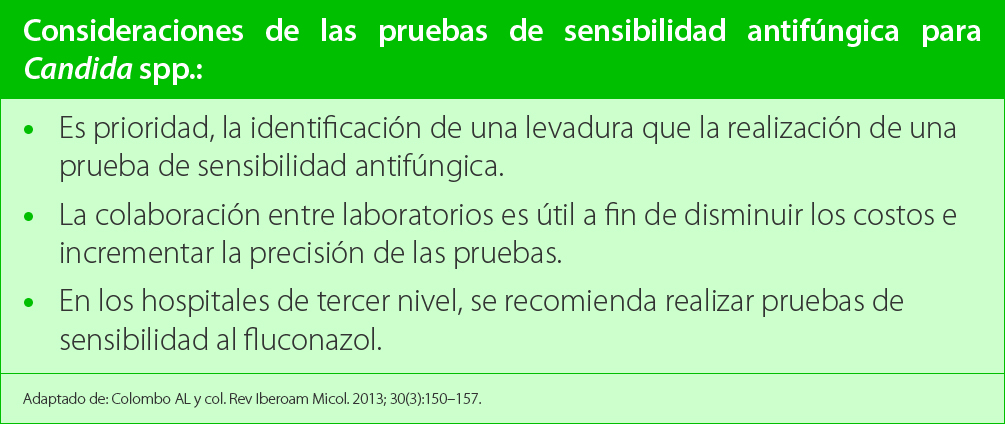 Consideraciones de las pruebas de sensibilidad antifúngica para
Candida spp.:
• Es prioridad, la identificación de una levadura que la realización de una
prueba de sensibilidad antifúngica.
• La colaboración entre laboratorios es útil a fin de disminuir los costos e
incrementar la precisión de las pruebas.
• En los hospitales de tercer nivel, se recomienda realizar pruebas de
sensibilidad al fluconazol.
Adaptado de: Colombo AL y col. Rev Iberoam Micol. 2013; 30(3):150–157.